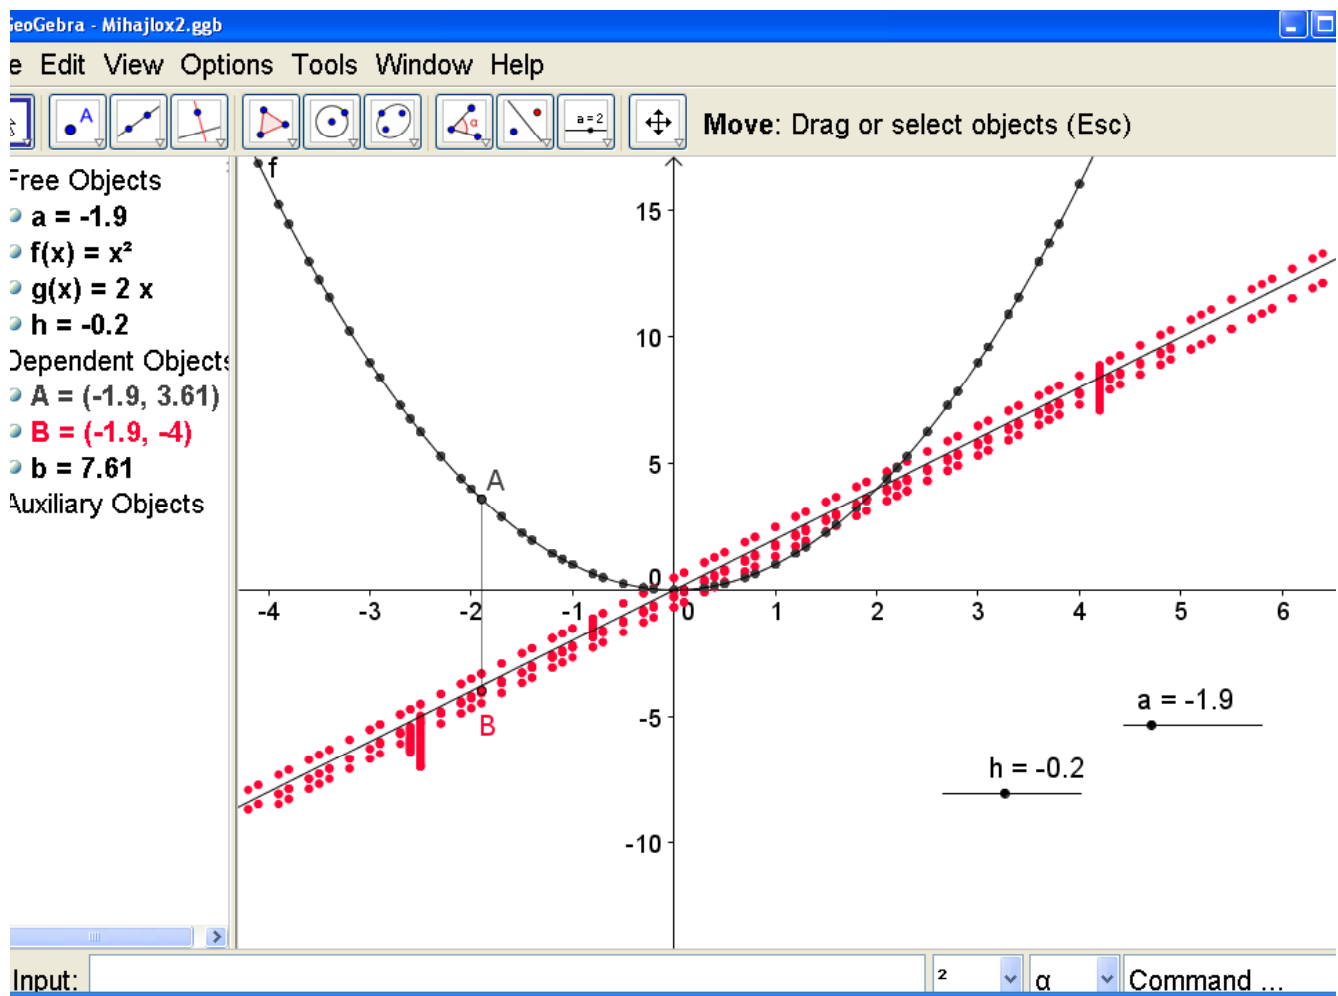 GeoGebra - Mihajlox2.ggb
e Edit View Options Tools Window Help
A
α
a=2
Move: Drag or select objects (Esc)
Free Objects
a = -1.9
f(x) = x²
g(x) = 2 x
h = -0.2
Dependent Objects
A = (-1.9, 3.61)
B = (-1.9, -4)
b = 7.61
Auxiliary Objects
f
15
10
5
0
-4 -3 -2 -1 0 1 2 3 4 5 6
-5
-10
A
B
a = -1.9
h = -0.2
Input:
² α Command ...